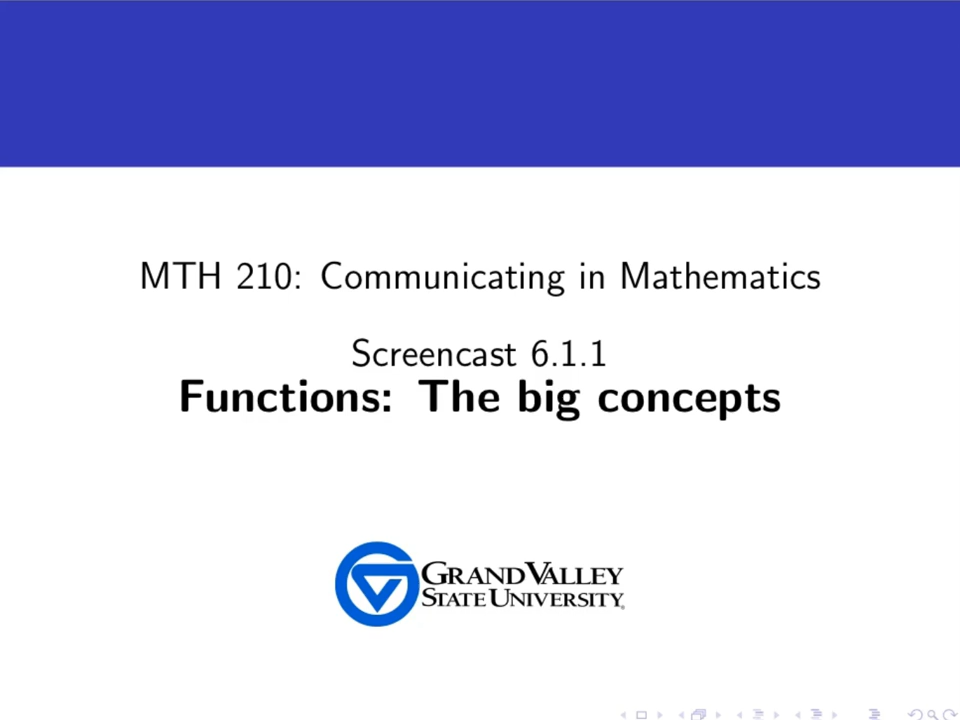 MTH 210: Communicating in Mathematics
Screencast 6.1.1
Functions: The big concepts
GRAND VALLEY
STATE UNIVERSITY®